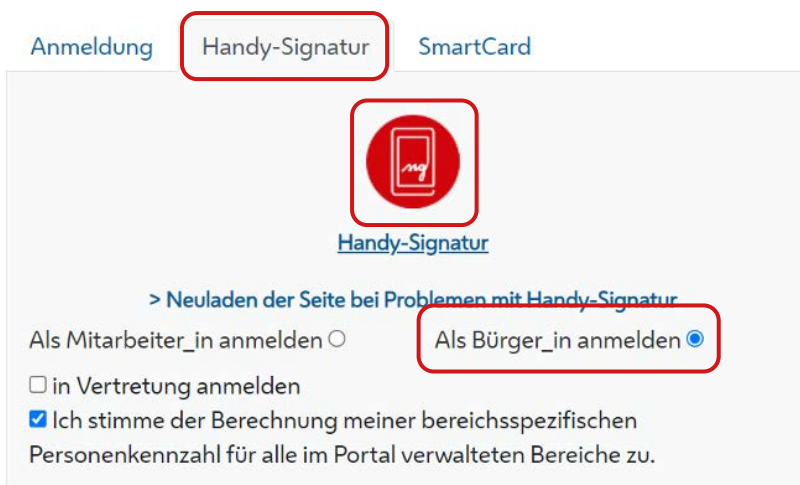 Anmeldung Handy-Signatur SmartCard
Handy-Signatur
> Neuladen der Seite bei Problemen mit Handy-Signatur
Als Mitarbeiter_in anmelden Als Bürger_in anmelden
in Vertretung anmelden
Ich stimme der Berechnung meiner bereichsspezifischen
Personenkennzahl für alle im Portal verwalteten Bereiche zu.